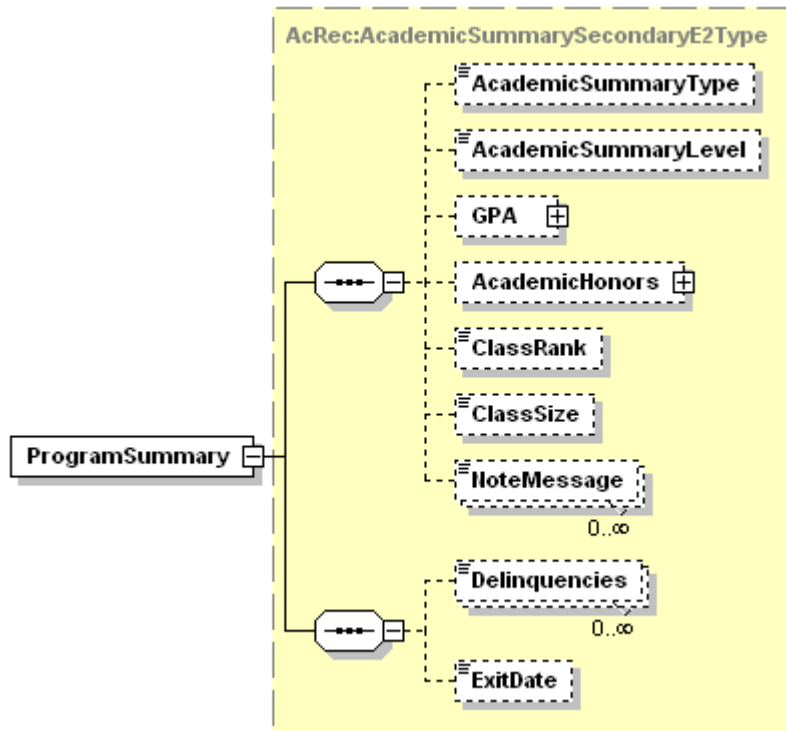 AcRec:AcademicSummarySecondaryE2Type
AcademicSummaryType
AcademicSummaryLevel
GPA
AcademicHonors
ClassRank
ClassSize
ProgramSummary
NoteMessage
0..∞
Delinquencies
0..∞
ExitDate